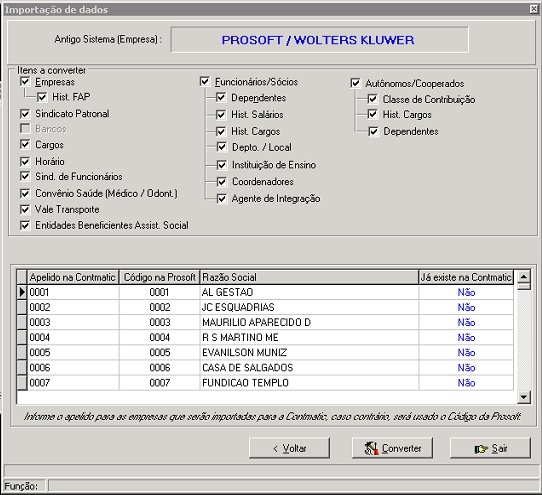 Importação de dados
Antigo Sistema (Empresa) : PROSOFT / WOLTERS KLUWER
Itens a converter
Empresas
Hist. FAP
Sindicato Patronal
Bancos
Cargos
Horário
Sind. de Funcionários
Convênio Saúde (Médico / Odont.)
Vale Transporte
Entidades Beneficientes Assist. Social
Funcionários/Sócios
Dependentes
Hist. Salários
Hist. Cargos
Depto. / Local
Instituição de Ensino
Coordenadores
Agente de Integração
Autônomos/Cooperados
Classe de Contribuição
Hist. Cargos
Dependentes
Apelido na Contmatic Código na Prosoft Razão Social Já existe na Contmatic
0001 0001 AL GESTAO Não
0002 0002 JC ESQUADRIAS Não
0003 0003 MAURILIO APARECIDO D Não
0004 0004 R S MARTINO ME Não
0005 0005 EVANILSON MUNIZ Não
0006 0006 CASA DE SALGADOS Não
0007 0007 FUNDICAO TEMPLO Não
Informe o apelido para as empresas que serão importadas para a Contmatic, caso contrário, será usado o Código da Prosoft.
< Voltar Converter Sair
Função: